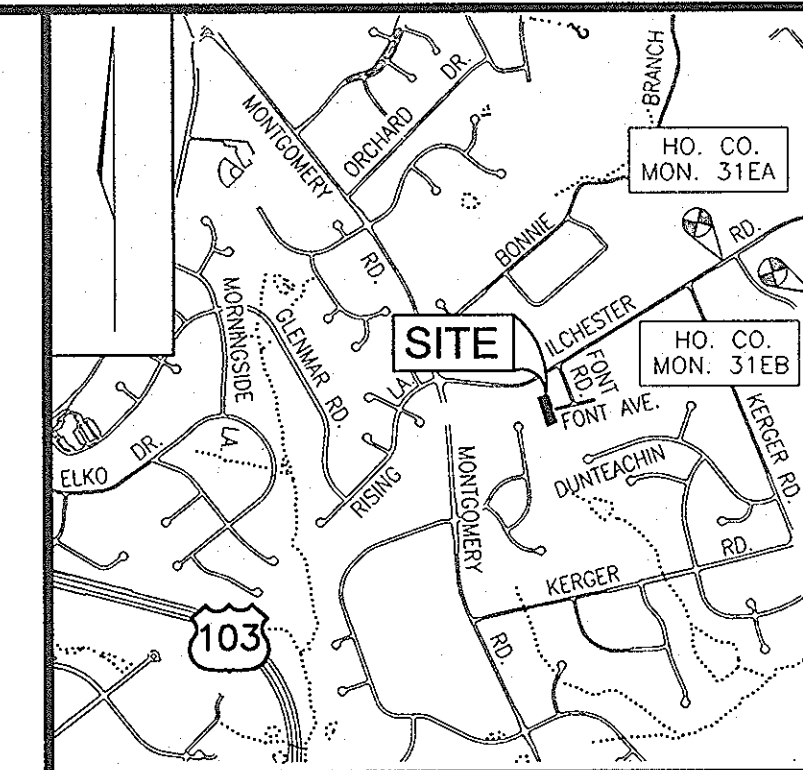 MONTGOMERY
RD.
ORCHARD DR.
BRANCH
BONNIE
HO. CO.
MON. 31EA
RD.
ILCHESTER
HO. CO.
MON. 31EB
SITE
FONT
RD.
FONT AVE.
MORNINGSIDE
LA.
GLENMAR RD.
RISING
LA.
ELKO DR.
MONTGOMERY
RD.
DUNTEACHIN
KERGER RD.
KERGER RD.
103